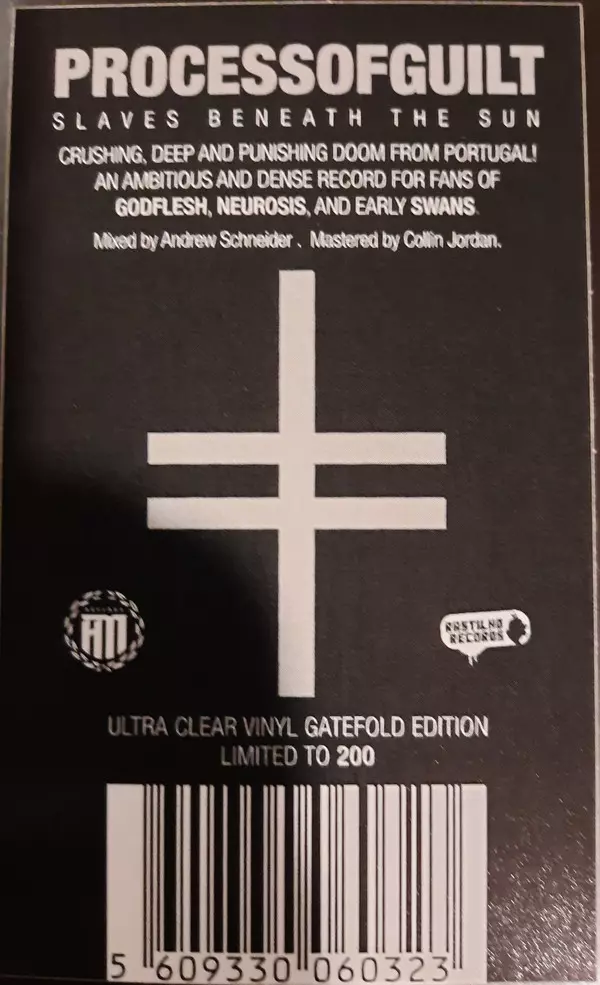 PROCESSOFGUILT
SLAVES BENEATH THE SUN
CRUSHING, DEEP AND PUNISHING DOOM FROM PORTUGAL!
AN AMBITIOUS AND DENSE RECORD FOR FANS OF
GODFLESH, NEUROSIS, AND EARLY SWANS.
Mixed by Andrew Schneider. Mastered by Collin Jordan.
AM
RASTILHO
RECORDS
ULTRA CLEAR VINYL GATEFOLD EDITION
LIMITED TO 200
5 609330 060323